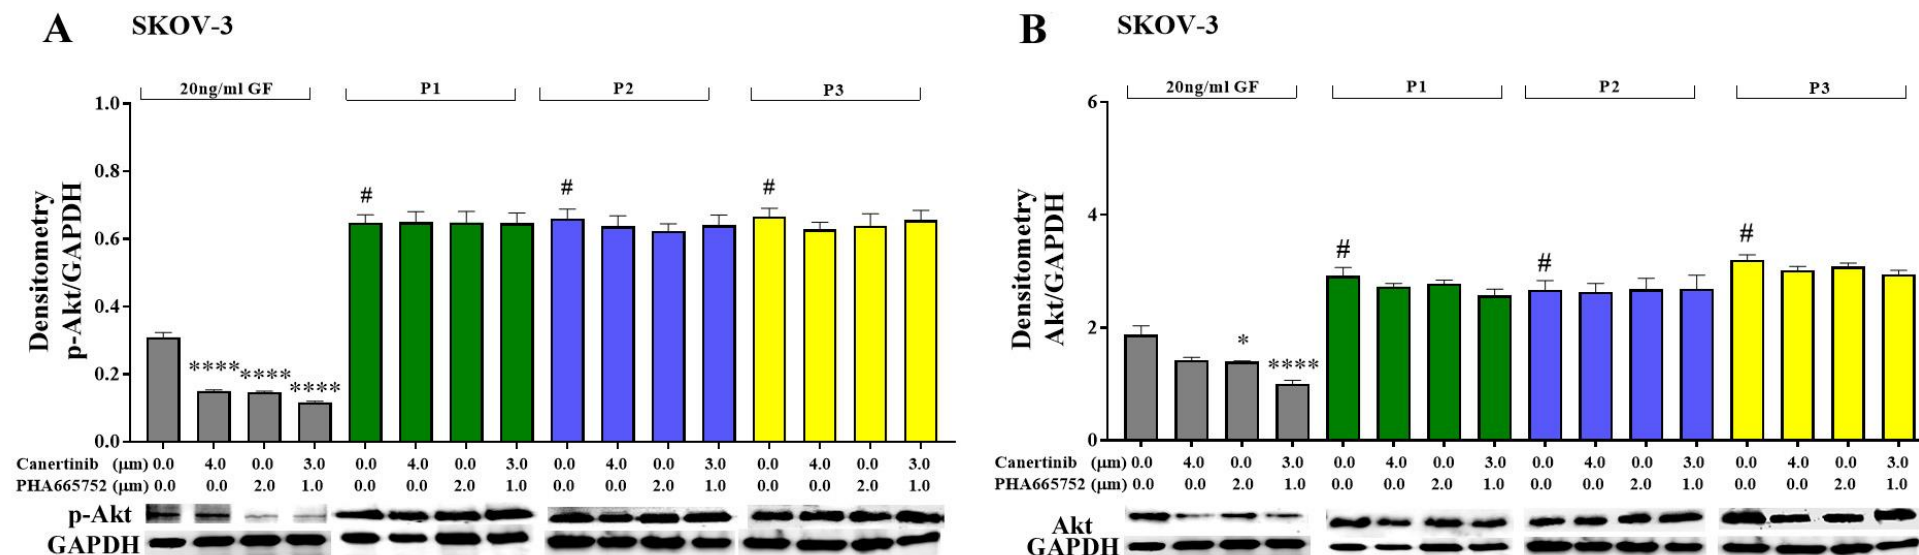 A SKOV-3
20ng/ml GF P1 P2 P3
Densitometry
p-Akt/GAPDH
1.0
0.8
0.6
0.4
0.2
0.0
# # #
**** **** ****
Canertinib (μm) 0.0 4.0 0.0 3.0 0.0 4.0 0.0 3.0 0.0 4.0 0.0 3.0 0.0 4.0 0.0 3.0
PHA665752 (μm) 0.0 0.0 2.0 1.0 0.0 0.0 2.0 1.0 0.0 0.0 2.0 1.0 0.0 0.0 2.0 1.0
p-Akt
GAPDH
B SKOV-3
20ng/ml GF P1 P2 P3
Densitometry
Akt/GAPDH
6
4
2
0
# # #
* ****
Canertinib (μm) 0.0 4.0 0.0 3.0 0.0 4.0 0.0 3.0 0.0 4.0 0.0 3.0 0.0 4.0 0.0 3.0
PHA665752 (μm) 0.0 0.0 2.0 1.0 0.0 0.0 2.0 1.0 0.0 0.0 2.0 1.0 0.0 0.0 2.0 1.0
Akt
GAPDH